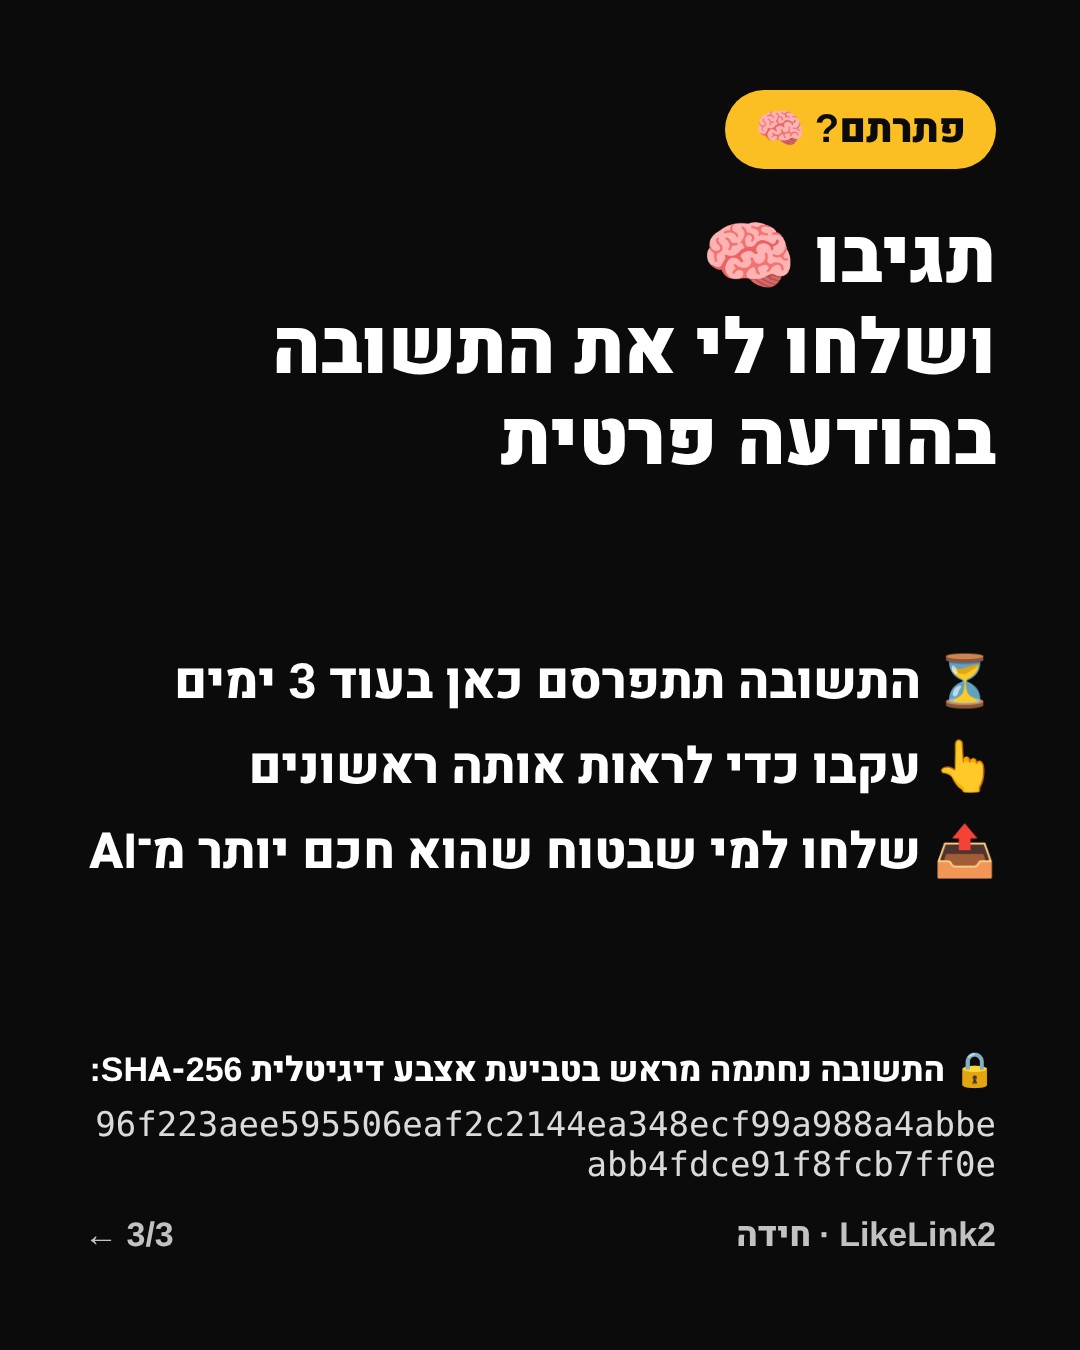 פתרתם? 🧠
תגיבו 🧠
ושלחו לי את התשובה
בהודעה פרטית
⏳ התשובה תתפרסם כאן בעוד 3 ימים
👆 עקבו כדי לראות אותה ראשונים
📤 שלחו למי שבטוח שהוא חכם יותר מ־AI
🔒 התשובה נחתמה מראש בטביעת אצבע דיגיטלית SHA-256:
96f223aee595506eaf2c2144ea348ecf99a988a4abbe
abb4fdce91f8fcb7ff0e
LikeLink2 · חידה
3/3 ←